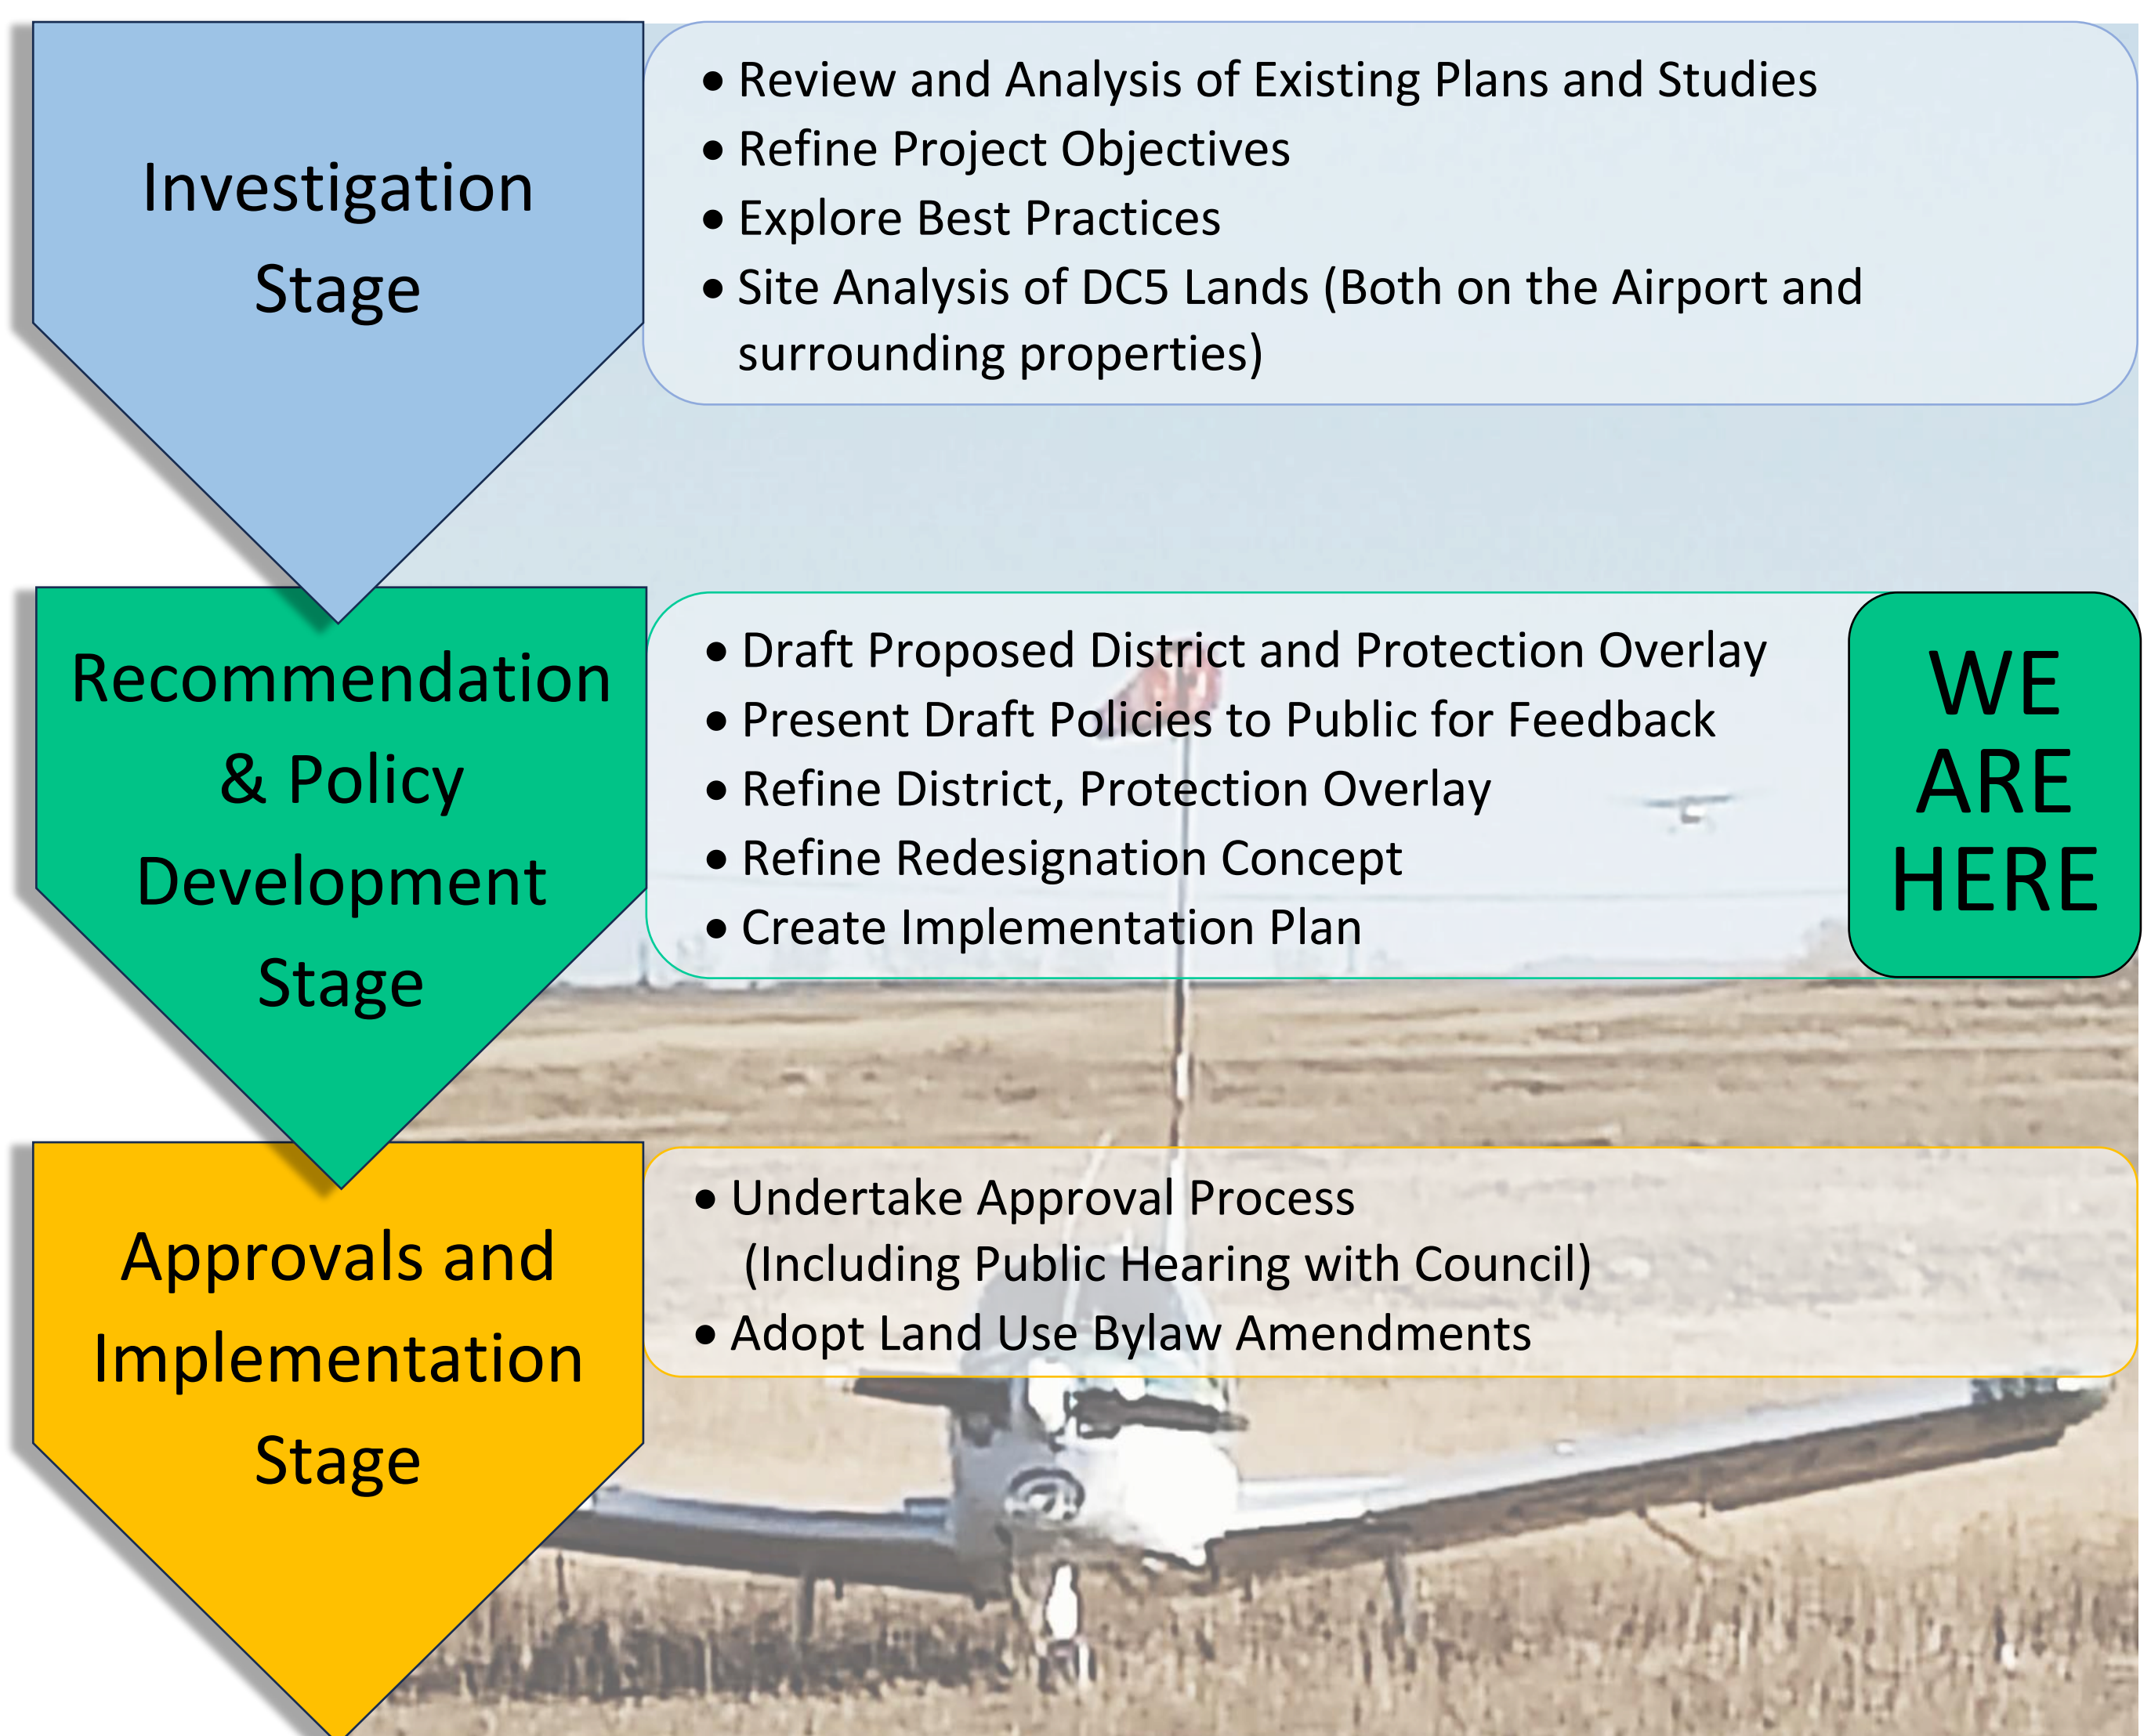 Investigation
Stage
• Review and Analysis of Existing Plans and Studies
• Refine Project Objectives
• Explore Best Practices
• Site Analysis of DC5 Lands (Both on the Airport and
surrounding properties)
Recommendation
& Policy
Development
Stage
• Draft Proposed District and Protection Overlay
• Present Draft Policies to Public for Feedback
• Refine District, Protection Overlay
• Refine Redesignation Concept
• Create Implementation Plan
WE
ARE
HERE
Approvals and
Implementation
Stage
• Undertake Approval Process
(Including Public Hearing with Council)
• Adopt Land Use Bylaw Amendments